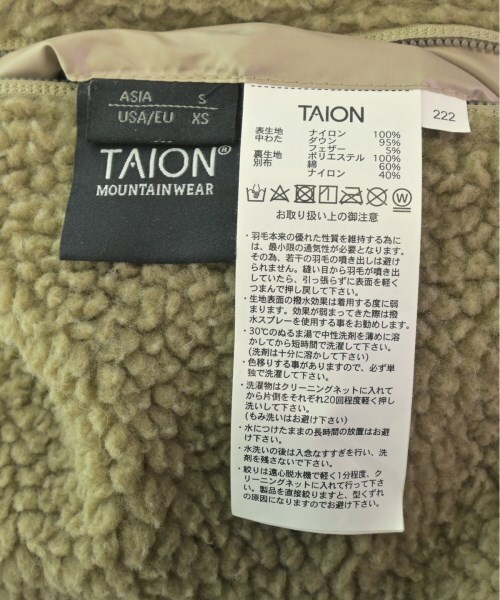 ASIA S
USA/EU XS
TAION®
MOUNTAINWEAR
TAION
222
表生地 ナイロン 100%
中わた ダウン 95%
フェザー 5%
裏生地 ポリエステル 100%
別布 綿 60%
ナイロン 40%
お取り扱い上の御注意
・羽毛本来の優れた性質を維持する為に
は、最小限の通気性が必要となります。
その為、若干の羽毛の噴き出しは避け
られません。縫い目から羽毛が噴き出
していたら、引っ張らずに表面を軽く
つまんで押し戻して下さい。
・生地表面の撥水効果は着用する度に弱
まります。効果が弱まってきた際は撥
水スプレーを使用する事をお勧めします。
・30℃のぬるま湯で中性洗剤を薄めに溶
かしてから短時間で洗濯して下さい。
(洗剤は十分に溶かして下さい)
・色移りする事がありますので、必ず単
独で洗濯して下さい。
・洗濯物はクリーニングネットに入れて
から片側をそれぞれ20回程度軽く押し
洗いして下さい。
(もみ洗いはお避け下さい)
・水につけたままの長時間の放置はお避
け下さい。
・水洗いの後は入念なすすぎを行い、洗
剤を残さないで下さい。
・絞りは遠心脱水機で軽く1分程度、ク
リーニングネットに入れて行って下さ
い。製品を直接絞りますと、型くずれ
の原因になりますのでお避け下さい。